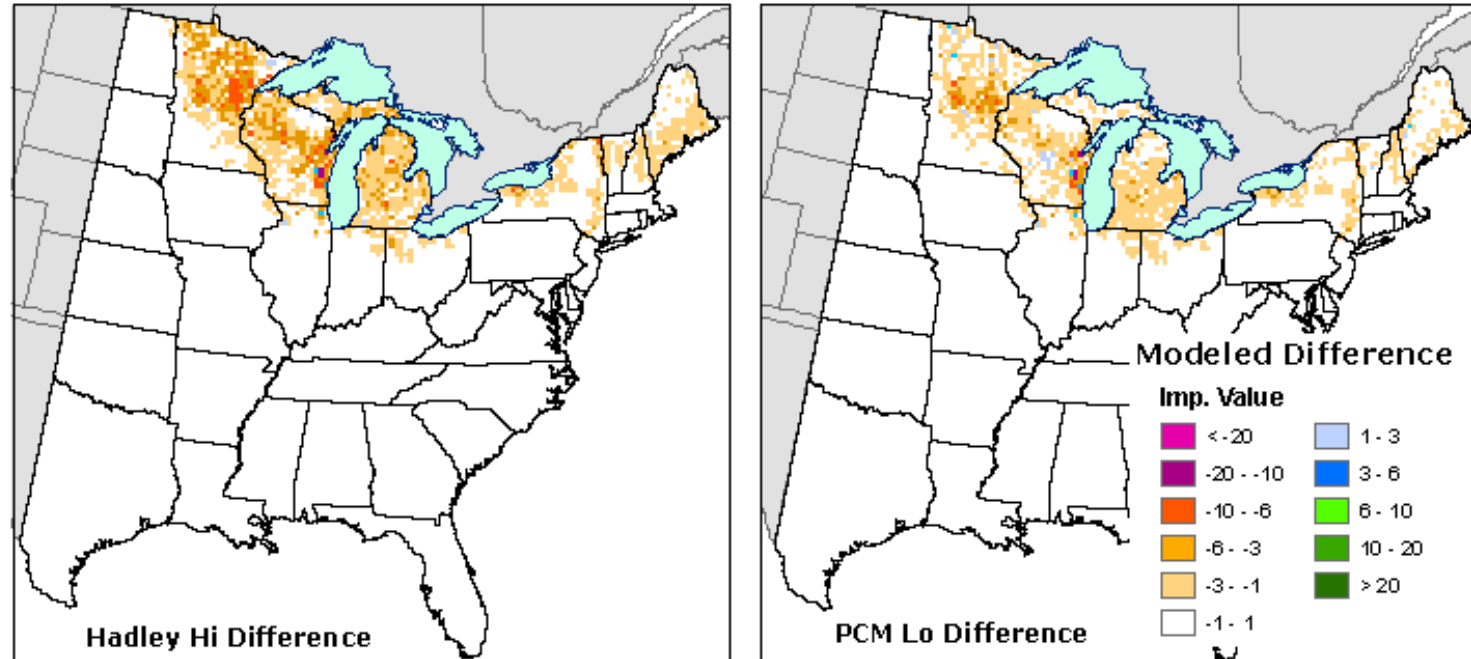 Hadley Hi Difference
PCM Lo Difference
Modeled Difference
Imp. Value
< -20
-20 - -10
-10 - -6
-6 - -3
-3 - -1
-1 - 1
1 - 3
3 - 6
6 - 10
10 - 20
> 20